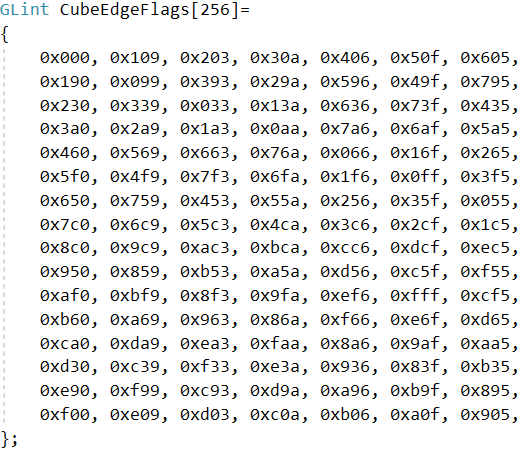 GLint CubeEdgeFlags[256]=
{
0x000, 0x109, 0x203, 0x30a, 0x406, 0x50f, 0x605,
0x190, 0x099, 0x393, 0x29a, 0x596, 0x49f, 0x795,
0x230, 0x339, 0x033, 0x13a, 0x636, 0x73f, 0x435,
0x3a0, 0x2a9, 0x1a3, 0x0aa, 0x7a6, 0x6af, 0x5a5,
0x460, 0x569, 0x663, 0x76a, 0x066, 0x16f, 0x265,
0x5f0, 0x4f9, 0x7f3, 0x6fa, 0x1f6, 0x0ff, 0x3f5,
0x650, 0x759, 0x453, 0x55a, 0x256, 0x35f, 0x055,
0x7c0, 0x6c9, 0x5c3, 0x4ca, 0x3c6, 0x2cf, 0x1c5,
0x8c0, 0x9c9, 0xac3, 0xbca, 0xcc6, 0xdcf, 0xec5,
0x950, 0x859, 0xb53, 0xa5a, 0xd56, 0xc5f, 0xf55,
0xaf0, 0xbf9, 0x8f3, 0x9fa, 0xef6, 0xfff, 0xcf5,
0xb60, 0xa69, 0x963, 0x86a, 0xf66, 0xe6f, 0xd65,
0xca0, 0xda9, 0xea3, 0xfaa, 0x8a6, 0x9af, 0xaa5,
0xd30, 0xc39, 0xf33, 0xe3a, 0x936, 0x83f, 0xb35,
0xe90, 0xf99, 0xc93, 0xd9a, 0xa96, 0xb9f, 0x895,
0xf00, 0xe09, 0xd03, 0xc0a, 0xb06, 0xa0f, 0x905,
};